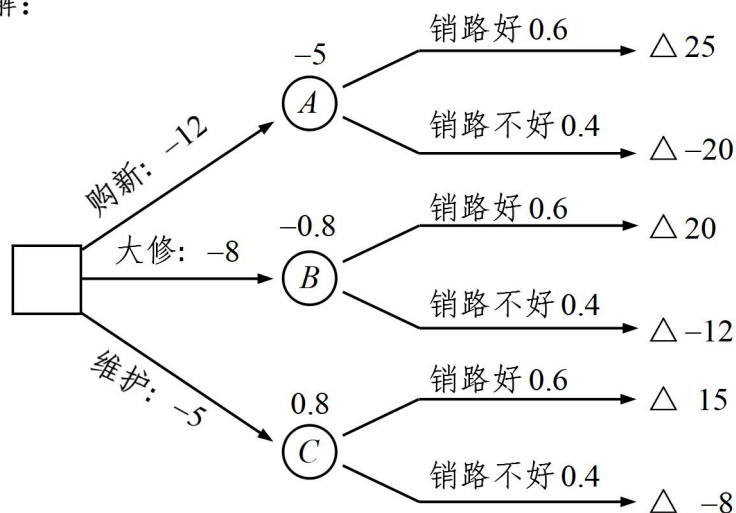 解：
销路好 0.6
△ 25
–5
A
购新：–12
销路不好 0.4
△ –20
销路好 0.6
△ 20
–0.8
大修：–8
B
销路不好 0.4
△ –12
维护：–5
销路好 0.6
△ 15
0.8
C
销路不好 0.4
△ –8